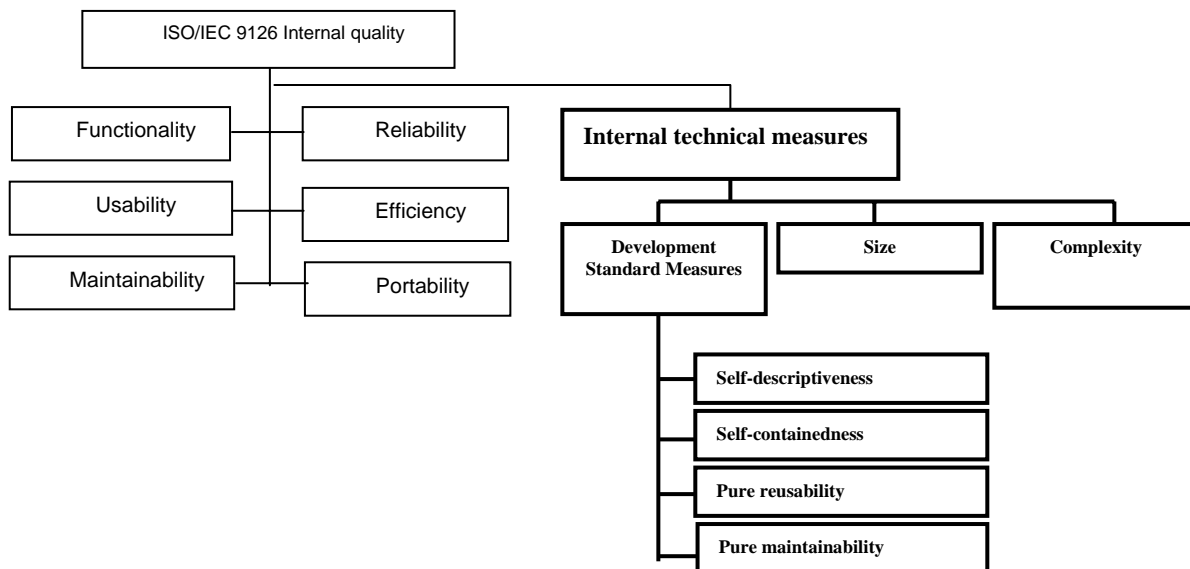 ISO/IEC 9126 Internal quality
Functionality
Reliability
Usability
Efficiency
Maintainability
Portability
Internal technical measures
Development
Standard Measures
Size
Complexity
Self-descriptiveness
Self-containedness
Pure reusability
Pure maintainability